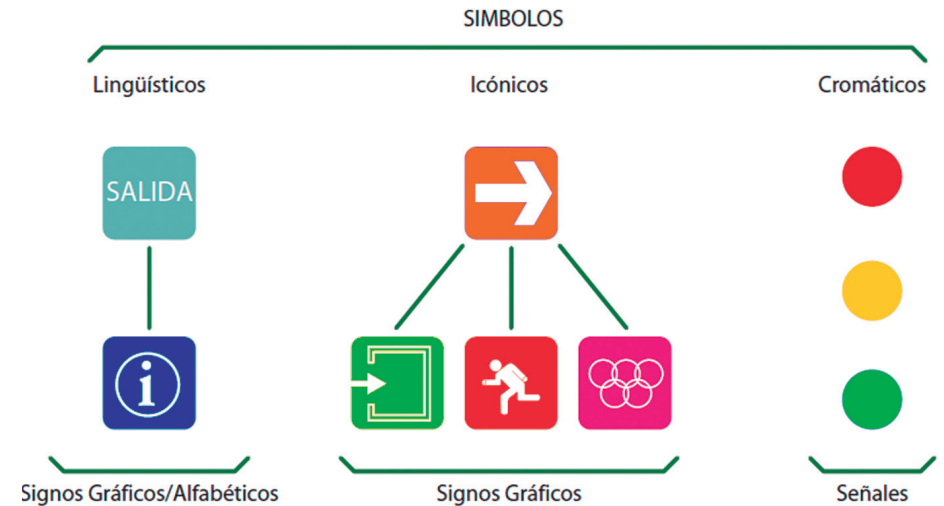 SIMBOLOS
Lingüísticos
Icónicos
Cromáticos
SALIDA
i
Signos Gráficos/Alfabéticos
Signos Gráficos
Señales